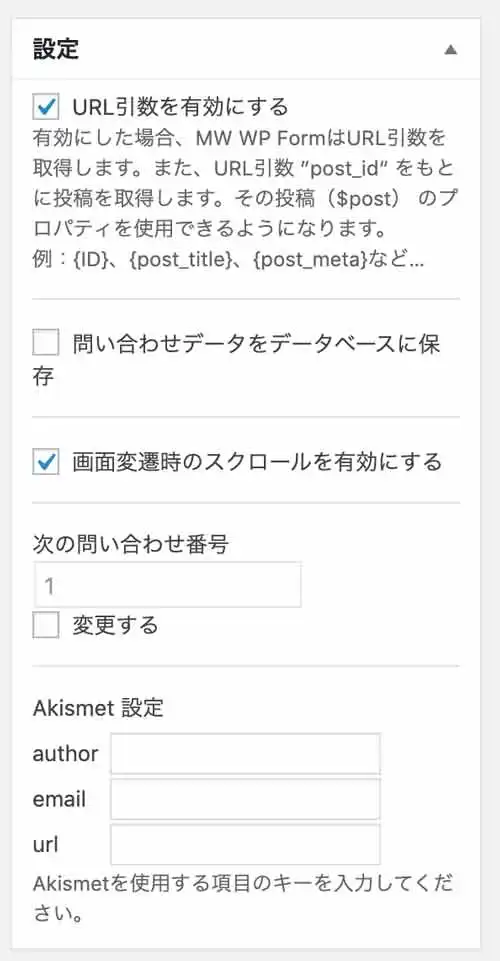 設定
URL引数を有効にする
有効にした場合、MW WP FormはURL引数を
取得します。また、URL引数 ”post_id“ をもと
に投稿を取得します。その投稿（$post） のプ
ロパティを使用できるようになります。
例：{ID}、{post_title}、{post_meta}など...
問い合わせデータをデータベースに保
存
画面変遷時のスクロールを有効にする
次の問い合わせ番号
1
変更する
Akismet 設定
author
email
url
Akismetを使用する項目のキーを入力してくだ
さい。